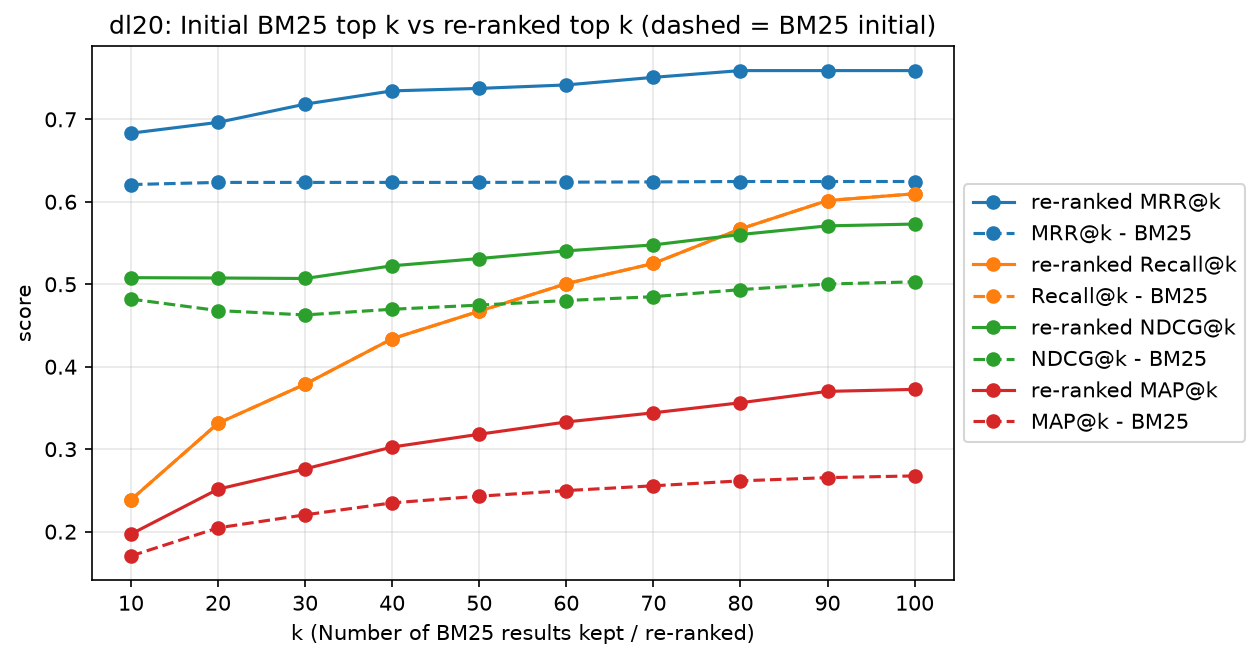 dl20: Initial BM25 top k vs re-ranked top k (dashed = BM25 initial)
score
0.7
0.6
0.5
0.4
0.3
0.2
10 20 30 40 50 60 70 80 90 100
k (Number of BM25 results kept / re-ranked)
re-ranked MRR@k
MRR@k - BM25
re-ranked Recall@k
Recall@k - BM25
re-ranked NDCG@k
NDCG@k - BM25
re-ranked MAP@k
MAP@k - BM25